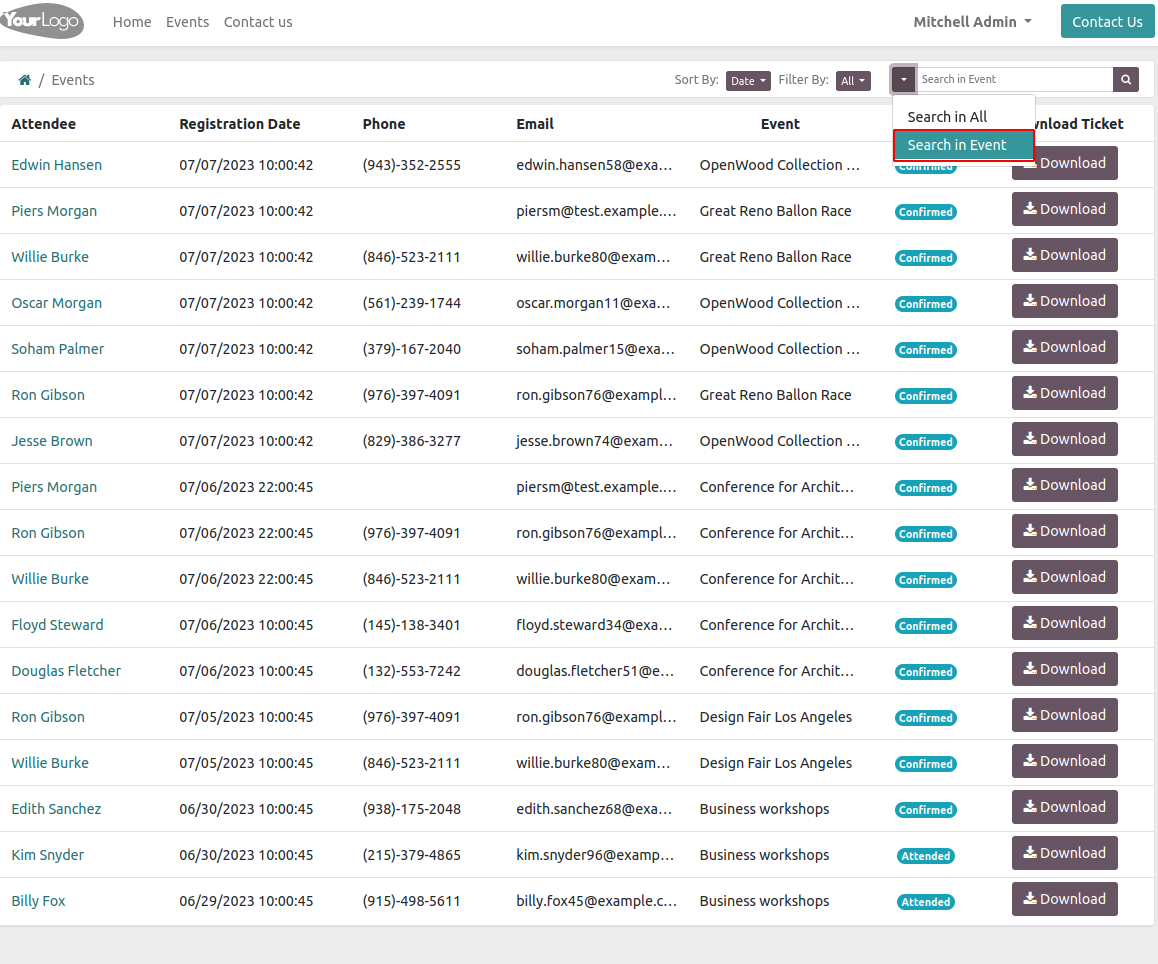 YourLogo Home Events Contact us Mitchell Admin Contact Us
/ Events Sort By: Date Filter By: All Search in Event
Search in All
Search in Event
Attendee Registration Date Phone Email Event Ticket
Edwin Hansen 07/07/2023 10:00:42 (943)-352-2555 edwin.hansen58@exa... OpenWood Collection ... Confirmed Download
Piers Morgan 07/07/2023 10:00:42 piersm@test.example.... Great Reno Ballon Race Confirmed Download
Willie Burke 07/07/2023 10:00:42 (846)-523-2111 willie.burke80@exam... Great Reno Ballon Race Confirmed Download
Oscar Morgan 07/07/2023 10:00:42 (561)-239-1744 oscar.morgan11@exa... OpenWood Collection ... Confirmed Download
Soham Palmer 07/07/2023 10:00:42 (379)-167-2040 soham.palmer15@exa... OpenWood Collection ... Confirmed Download
Ron Gibson 07/07/2023 10:00:42 (976)-397-4091 ron.gibson76@exampl... Great Reno Ballon Race Confirmed Download
Jesse Brown 07/07/2023 10:00:42 (829)-386-3277 jesse.brown74@exam... OpenWood Collection ... Confirmed Download
Piers Morgan 07/06/2023 22:00:45 piersm@test.example.... Conference for Archit... Confirmed Download
Ron Gibson 07/06/2023 22:00:45 (976)-397-4091 ron.gibson76@exampl... Conference for Archit... Confirmed Download
Willie Burke 07/06/2023 22:00:45 (846)-523-2111 willie.burke80@exam... Conference for Archit... Confirmed Download
Floyd Steward 07/06/2023 10:00:45 (145)-138-3401 floyd.steward34@exa... Conference for Archit... Confirmed Download
Douglas Fletcher 07/06/2023 10:00:45 (132)-553-7242 douglas.fletcher51@e... Conference for Archit... Confirmed Download
Ron Gibson 07/05/2023 10:00:45 (976)-397-4091 ron.gibson76@exampl... Design Fair Los Angeles Confirmed Download
Willie Burke 07/05/2023 10:00:45 (846)-523-2111 willie.burke80@exam... Design Fair Los Angeles Confirmed Download
Edith Sanchez 06/30/2023 10:00:45 (938)-175-2048 edith.sanchez68@exa... Business workshops Confirmed Download
Kim Snyder 06/30/2023 10:00:45 (215)-379-4865 kim.snyder96@examp... Business workshops Attended Download
Billy Fox 06/29/2023 10:00:45 (915)-498-5611 billy.fox45@example.c... Business workshops Attended Download